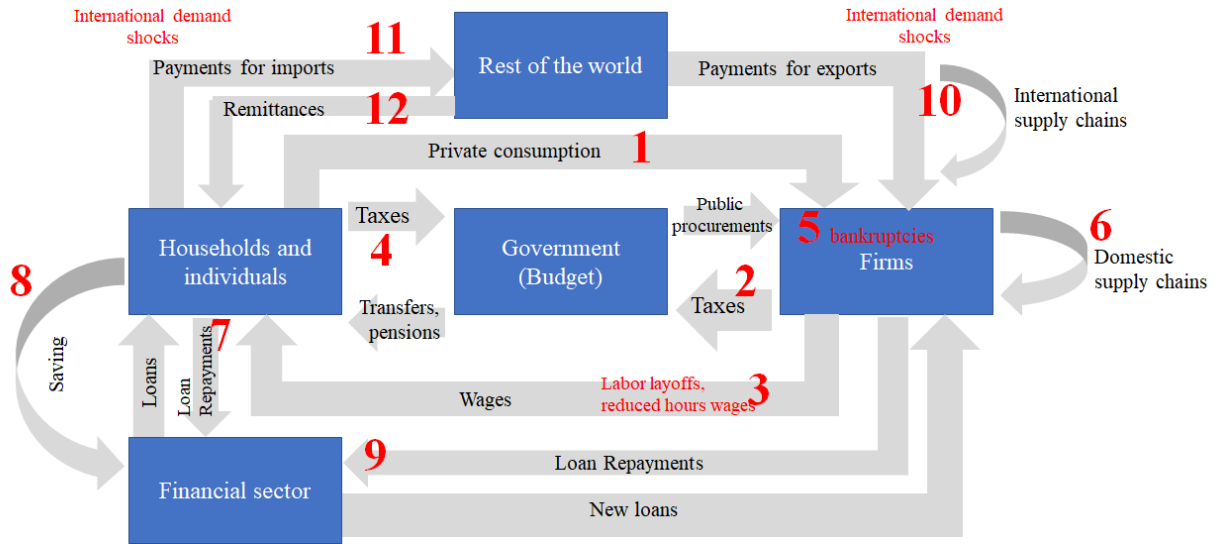 International demand
shocks
11
Payments for imports
Rest of the world
Payments for exports
International demand
shocks
10
International
supply chains
Remittances
12
Private consumption
1
Households and
individuals
Taxes
4
Government
(Budget)
Public
procurements
5
bankruptcies
Firms
6
Domestic
supply chains
2
Taxes
Transfers,
pensions
8
Saving
7
Loans
Loan
Repayments
Wages
Labor layoffs,
reduced hours wages
3
Financial sector
9
Loan Repayments
New loans